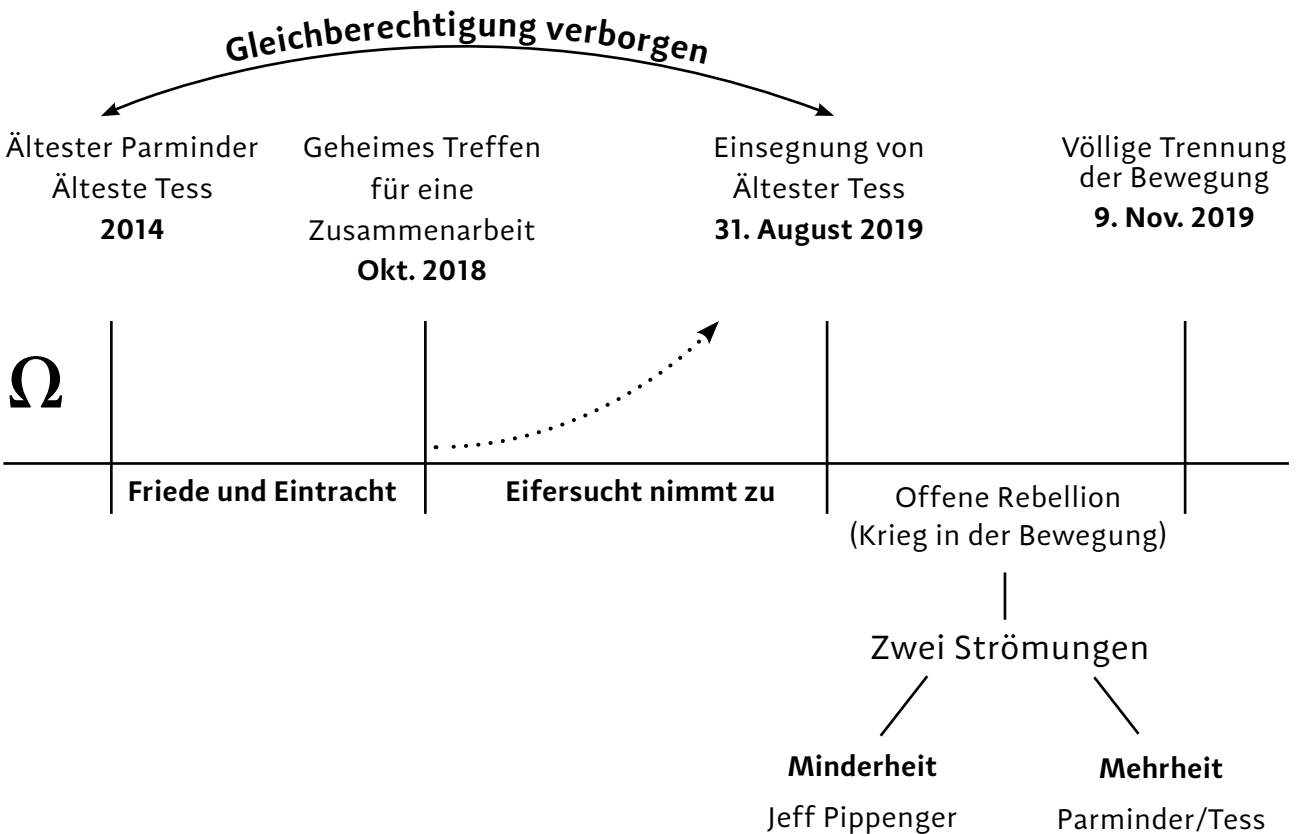 Gleichberechtigung verborgen
Ältester Parminder
Älteste Tess
2014
Geheimes Treffen
für eine
Zusammenarbeit
Okt. 2018
Einsegnung von
Ältester Tess
31. August 2019
Völlige Trennung
der Bewegung
9. Nov. 2019
Ω
Friede und Eintracht
Eifersucht nimmt zu
Offene Rebellion
(Krieg in der Bewegung)
Zwei Strömungen
Minderheit
Jeff Pippenger
Mehrheit
Parminder/Tess